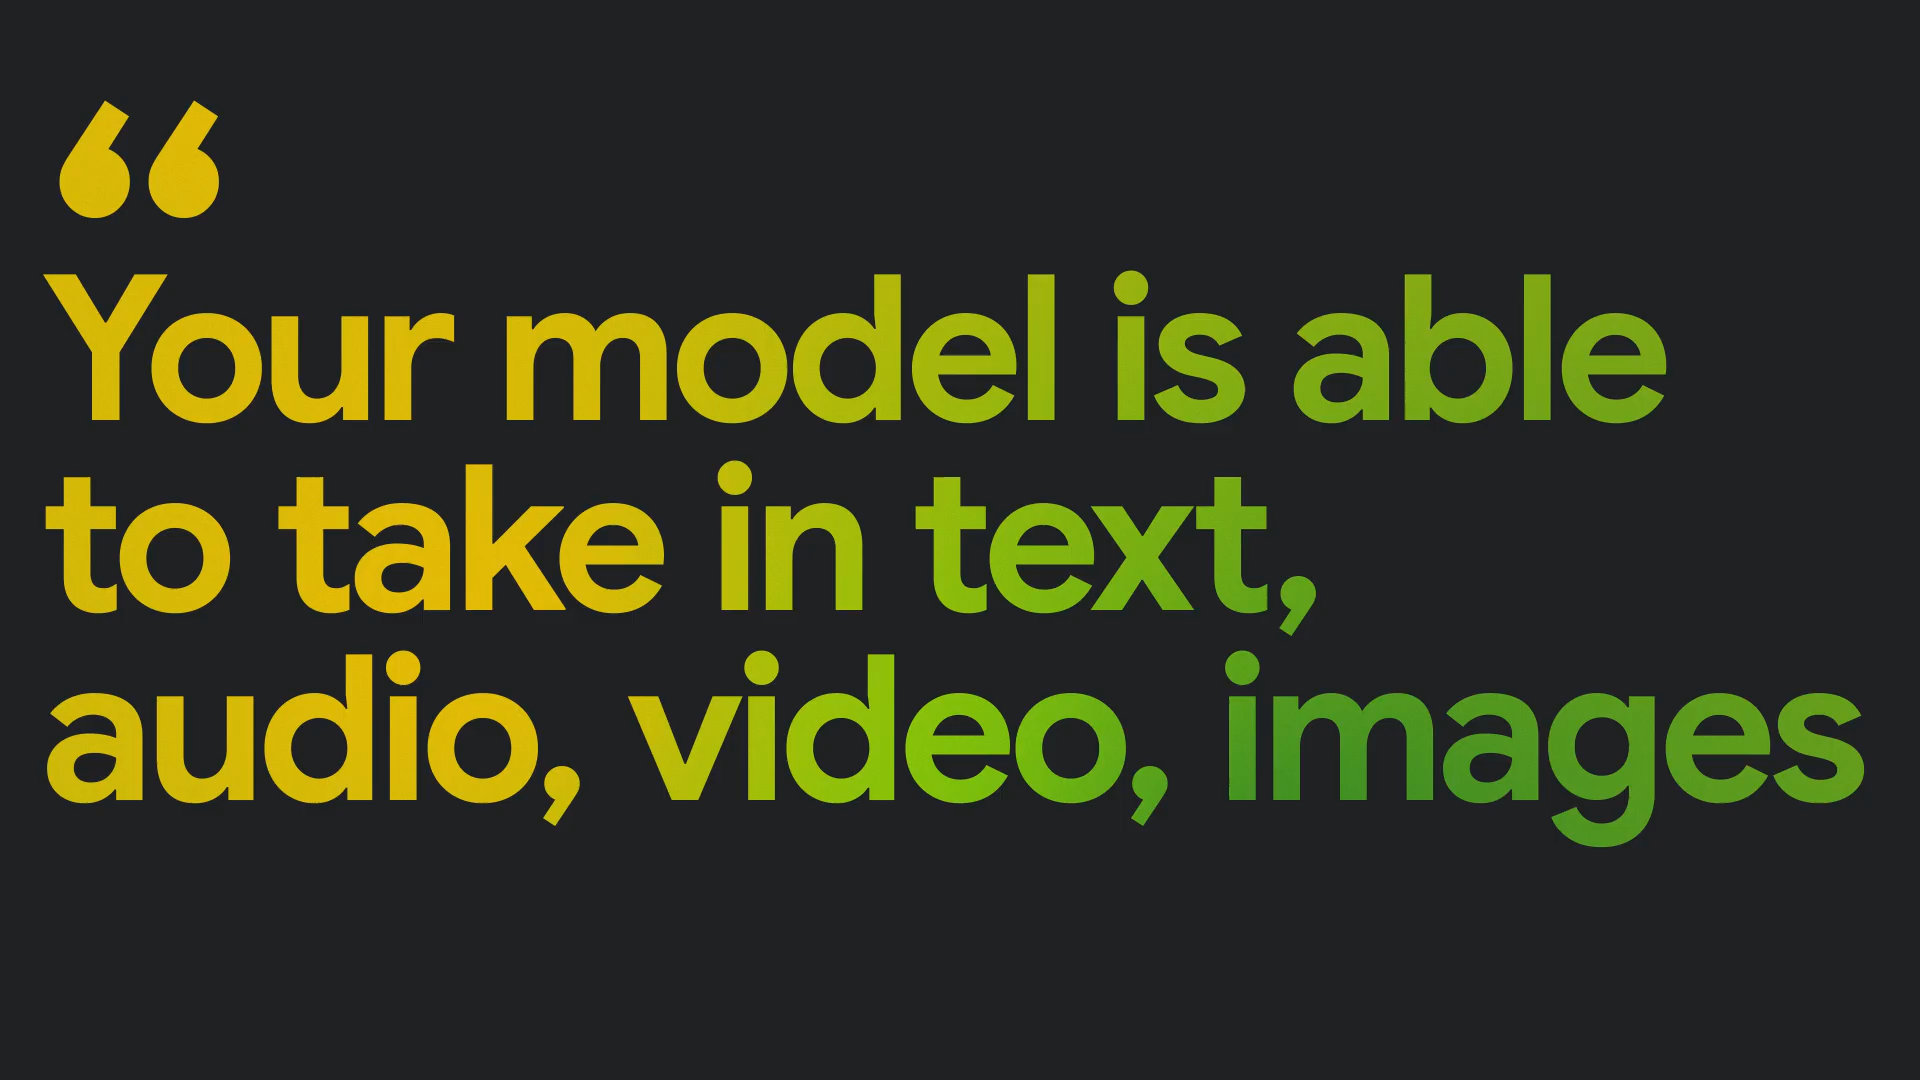 “
Your model is able
to take in text,
audio, video, images